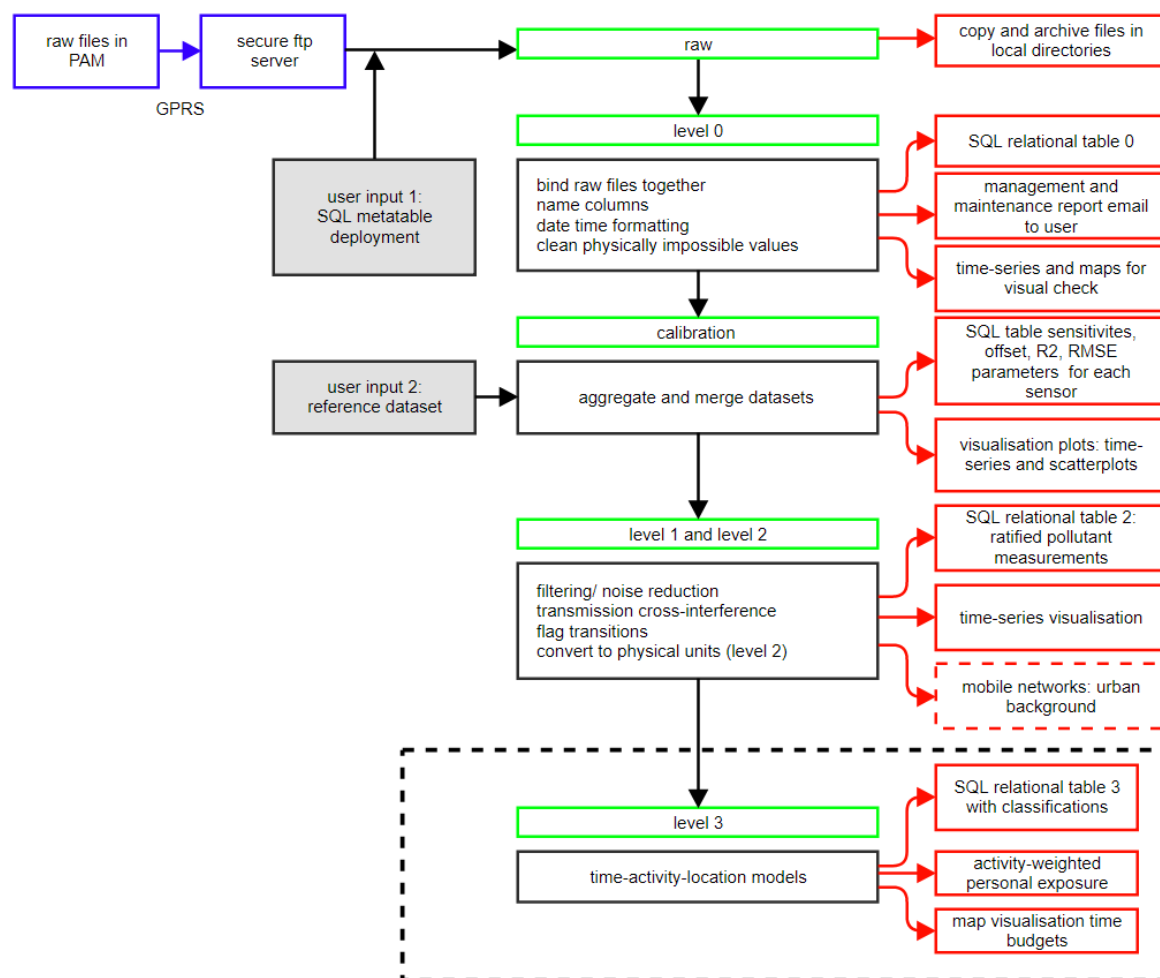 raw files in
PAM
secure ftp
server
GPRS
raw
copy and archive files in
local directories
level 0
user input 1:
SQL metatable
deployment
bind raw files together
name columns
date time formatting
clean physically impossible values
SQL relational table 0
management and
maintenance report email
to user
time-series and maps for
visual check
calibration
user input 2:
reference dataset
aggregate and merge datasets
SQL table sensitivites,
offset, R2, RMSE
parameters for each
sensor
visualisation plots: time-
series and scatterplots
level 1 and level 2
filtering/ noise reduction
transmission cross-interference
flag transitions
convert to physical units (level 2)
SQL relational table 2:
ratified pollutant
measurements
time-series visualisation
mobile networks: urban
background
level 3
time-activity-location models
SQL relational table 3
with classifications
activity-weighted
personal exposure
map visualisation time
budgets